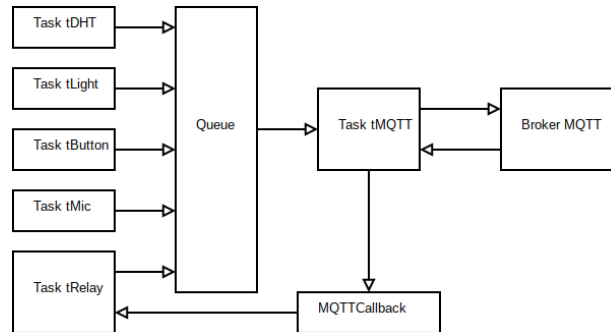 Task tDHT
Task tLight
Task tButton
Task tMic
Task tRelay
Queue
Task tMQTT
Broker MQTT
MQTTCallback